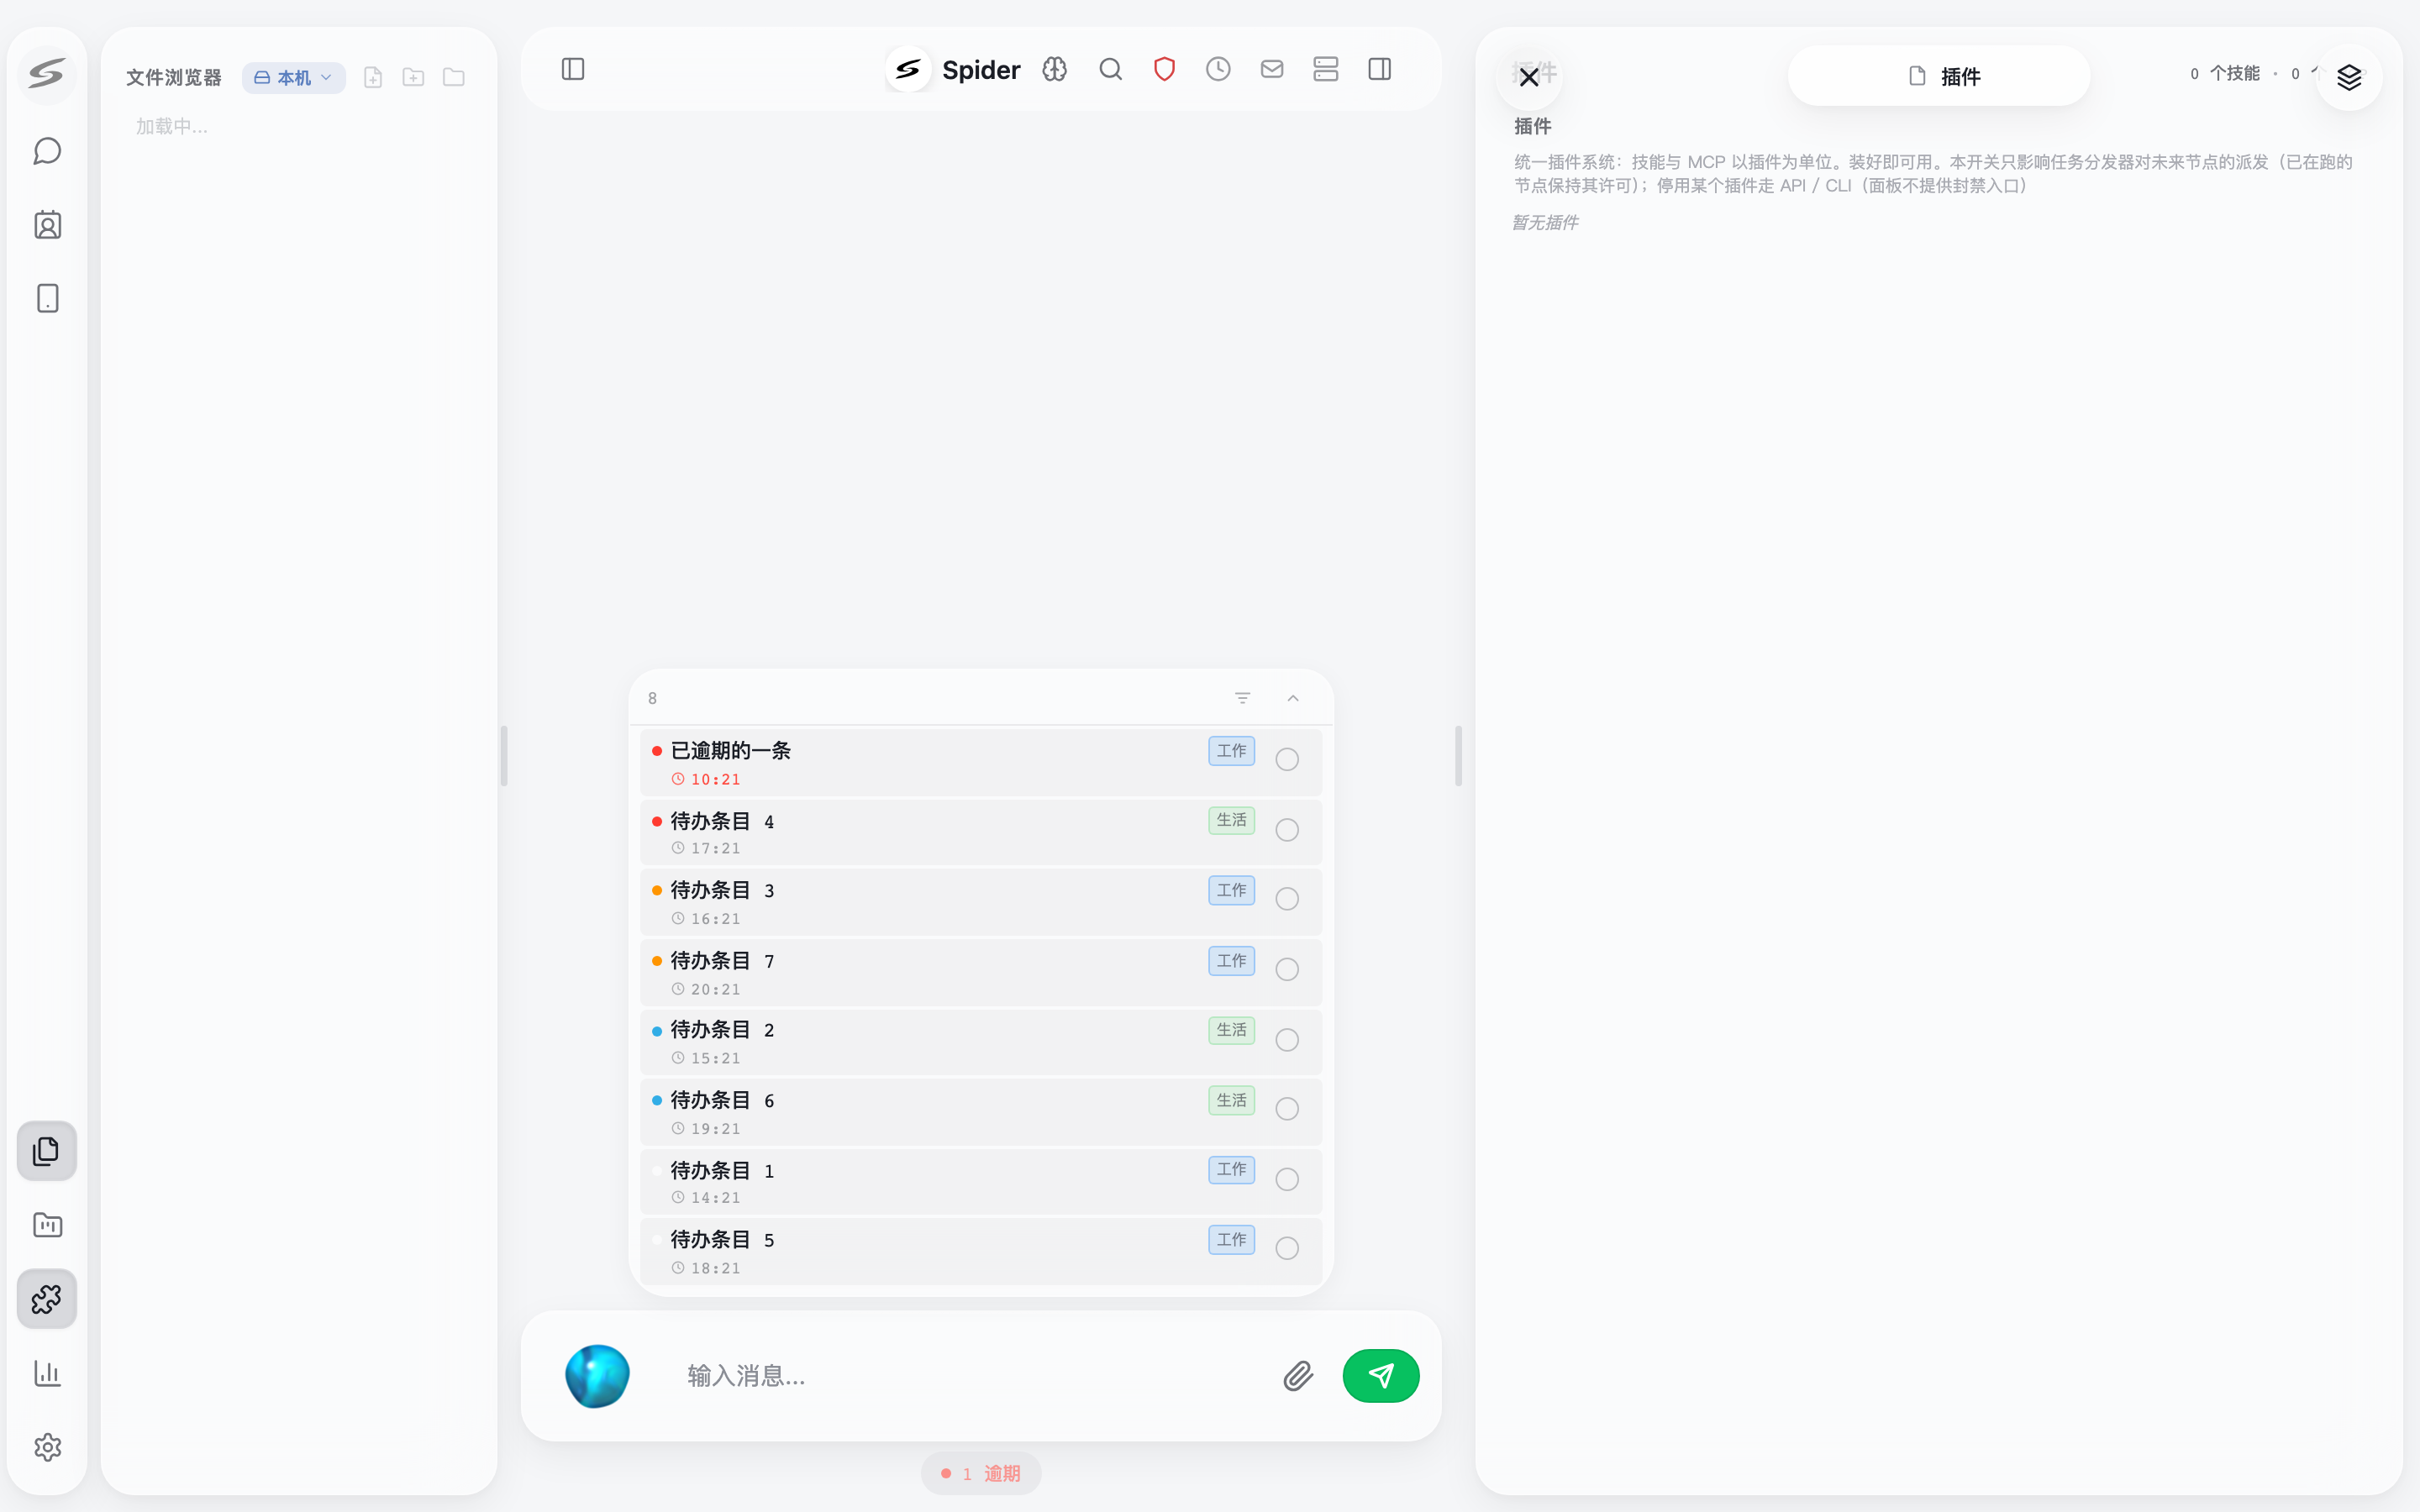 文件浏览器
本机
加载中...
Spider
8
已逾期的一条
工作
10:21
待办条目 4
生活
17:21
待办条目 3
工作
16:21
待办条目 7
工作
20:21
待办条目 2
生活
15:21
待办条目 6
生活
19:21
待办条目 1
工作
14:21
待办条目 5
工作
18:21
输入消息...
1 逾期
插件
插件
0 个技能 · 0 个
插件
统一插件系统：技能与 MCP 以插件为单位。装好即可用。本开关只影响任务分发器对未来节点的派发（已在跑的
节点保持其许可）；停用某个插件走 API / CLI（面板不提供封禁入口）
暂无插件